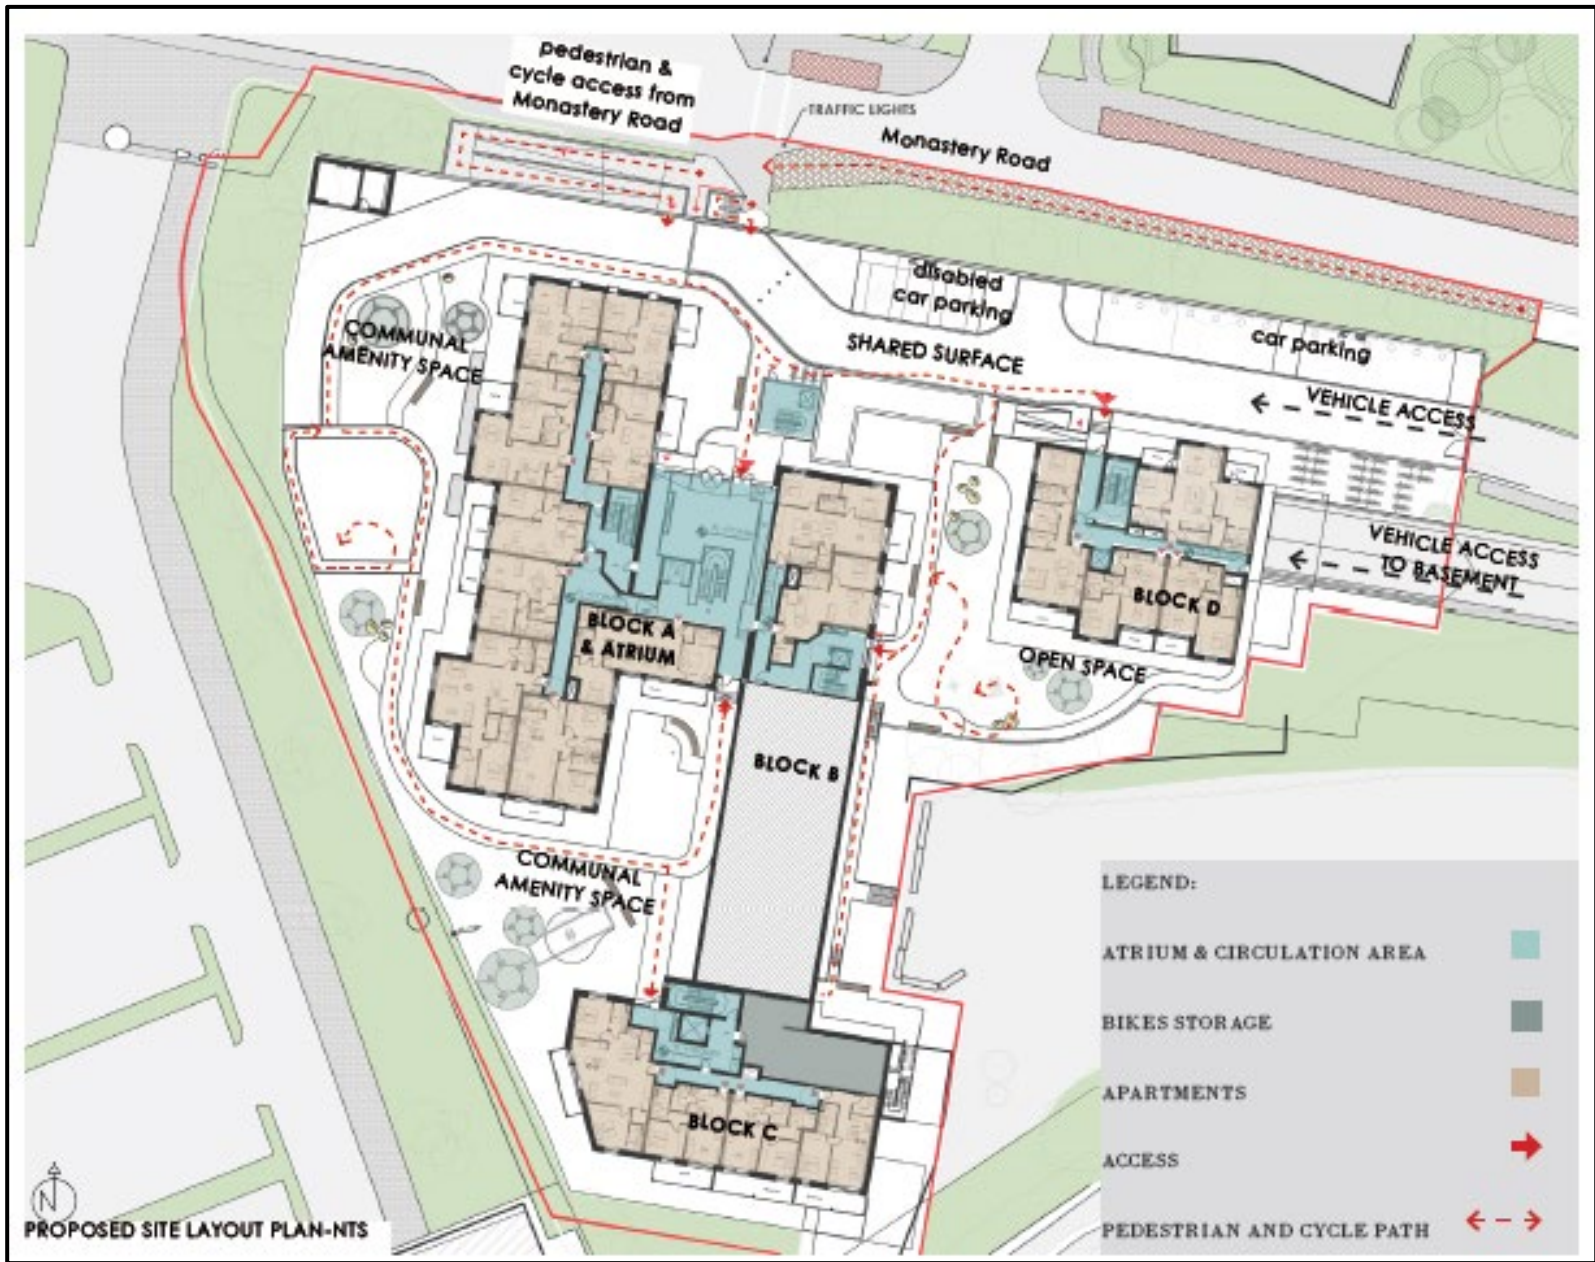 pedestrian &
cycle access from
Monastery Road
TRAFFIC LIGHTS
Monastery Road
disabled
car parking
car parking
SHARED SURFACE
VEHICLE ACCESS
COMMUNAL
AMENITY SPACE
VEHICLE ACCESS
TO BASEMENT
BLOCK D
BLOCK A
& ATRIUM
OPEN SPACE
BLOCK B
COMMUNAL
AMENITY SPACE
BLOCK C
LEGEND:
ATRIUM & CIRCULATION AREA
BIKES STORAGE
APARTMENTS
ACCESS
PEDESTRIAN AND CYCLE PATH
N
PROPOSED SITE LAYOUT PLAN-NTS